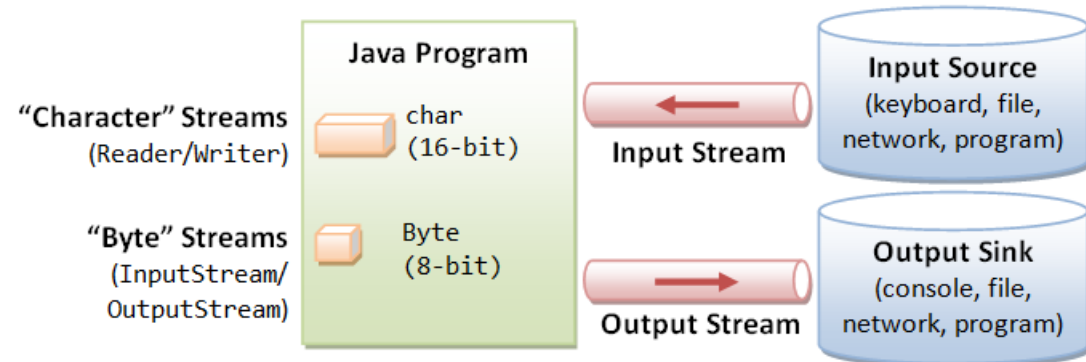 Java Program
“Character” Streams
(Reader/Writer)
char
(16-bit)
“Byte” Streams
(InputStream/
OutputStream)
Byte
(8-bit)
Input Stream
Input Source
(keyboard, file,
network, program)
Output Stream
Output Sink
(console, file,
network, program)